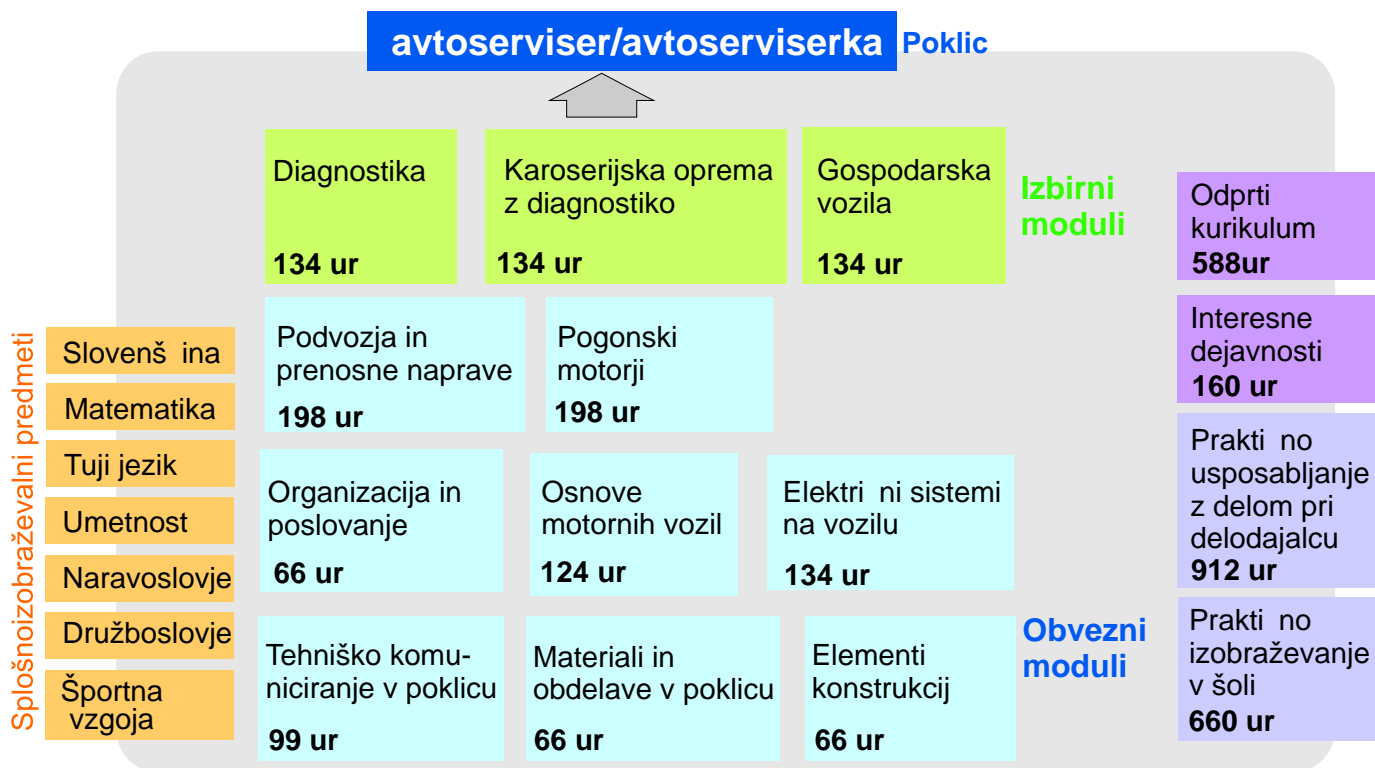 avtoserviser/avtoserviserka
Poklic
Diagnostika
134 ur
Karoserijska oprema
z diagnostiko
134 ur
Gospodarska
vozila
134 ur
Izbirni
moduli
Podvozja in
prenosne naprave
198 ur
Pogonski
motorji
198 ur
Organizacija in
poslovanje
66 ur
Osnove
motornih vozil
124 ur
Elektri ni sistemi
na vozilu
134 ur
Tehniško komu-
niciranje v poklicu
99 ur
Materiali in
obdelave v poklicu
66 ur
Elementi
konstrukcij
66 ur
Obvezni
moduli
Splošnoizobraževalni predmeti
Slovenš ina
Matematika
Tuji jezik
Umetnost
Naravoslovje
Družboslovje
Športna
vzgoja
Odprti
kurikulum
588ur
Interesne
dejavnosti
160 ur
Prakti no
usposabljanje
z delom pri
delodajalcu
912 ur
Prakti no
izobraževanje
v šoli
660 ur